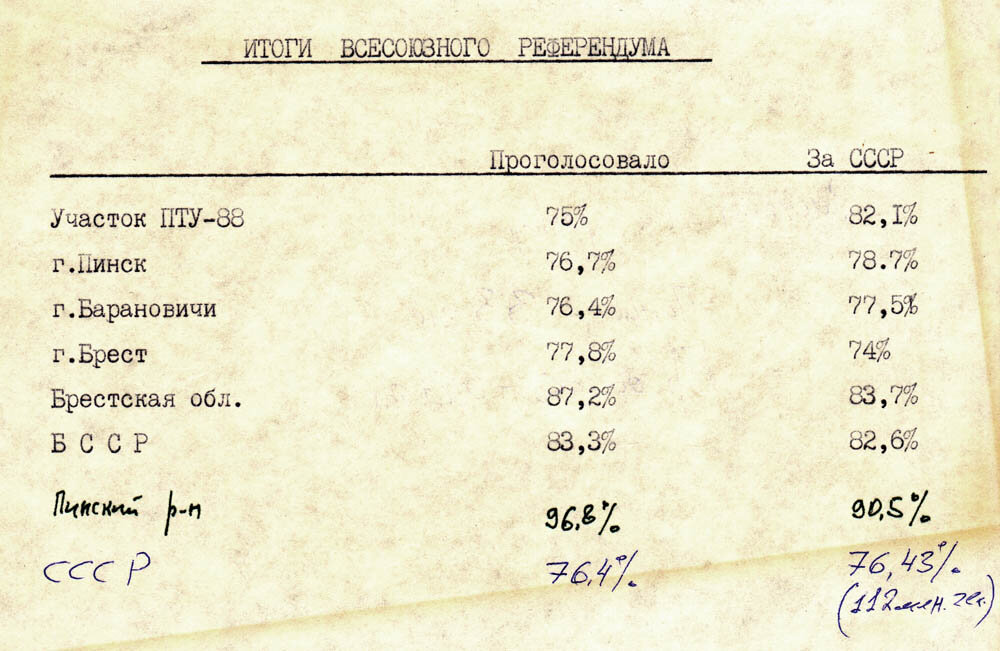 ИТОГИ ВСЕСОЮЗНОГО РЕФЕРЕНДУМА
Проголосовало За СССР
Участок ПТУ-88 75% 82,I%
г.Пинск 76,7% 78.7%
г.Барановичи 76,4% 77,5%
г.Брест 77,8% 74%
Брестская обл. 87,2% 83,7%
Б С С Р 83,3% 82,6%
Пинский р-н 96,8% 90,5%
СССР 76,4% 76,43%
(112 млн. чел.)